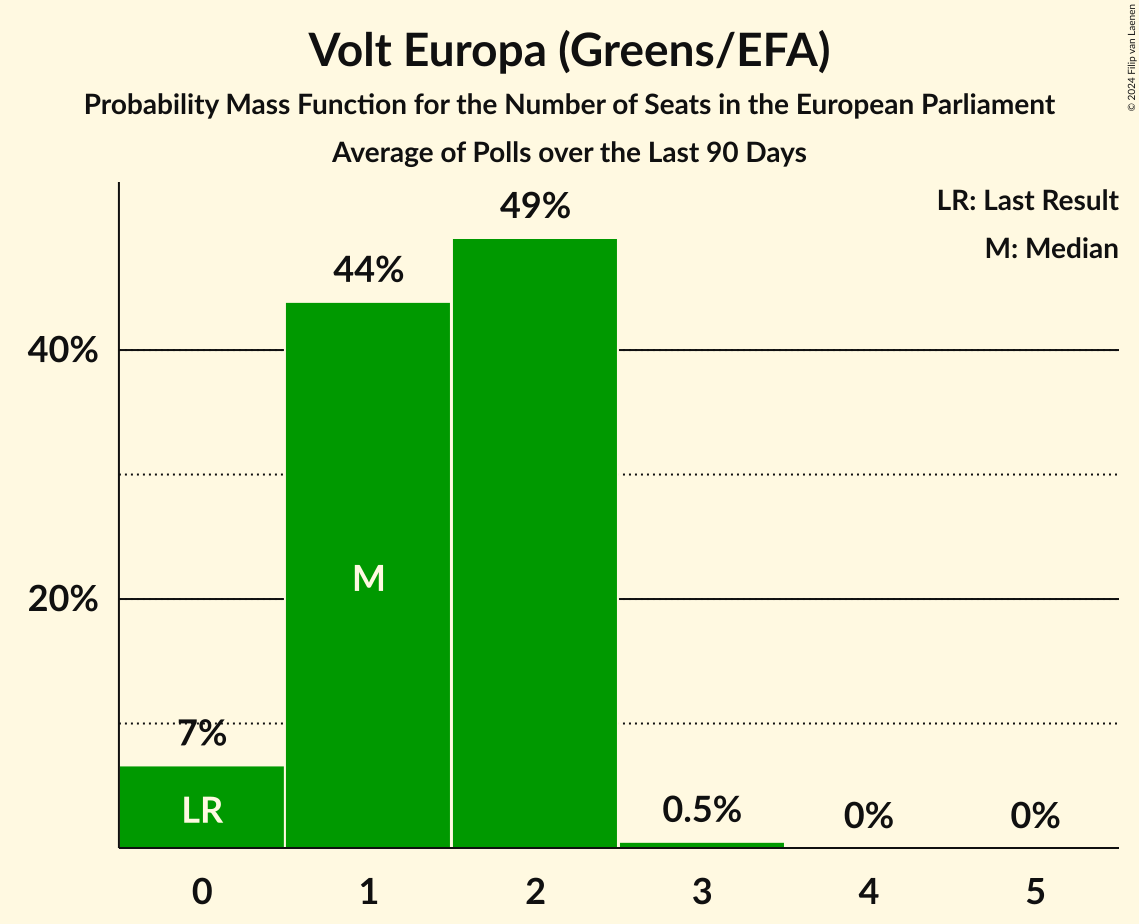 Volt Europa (Greens/EFA)
Probability Mass Function for the Number of Seats in the European Parliament
Average of Polls over the Last 90 Days
© 2024 Filip van Laenen
LR: Last Result
M: Median
49%
44%
40%
M
20%
7%
LR
0.5%
0%
0%
0 1 2 3 4 5